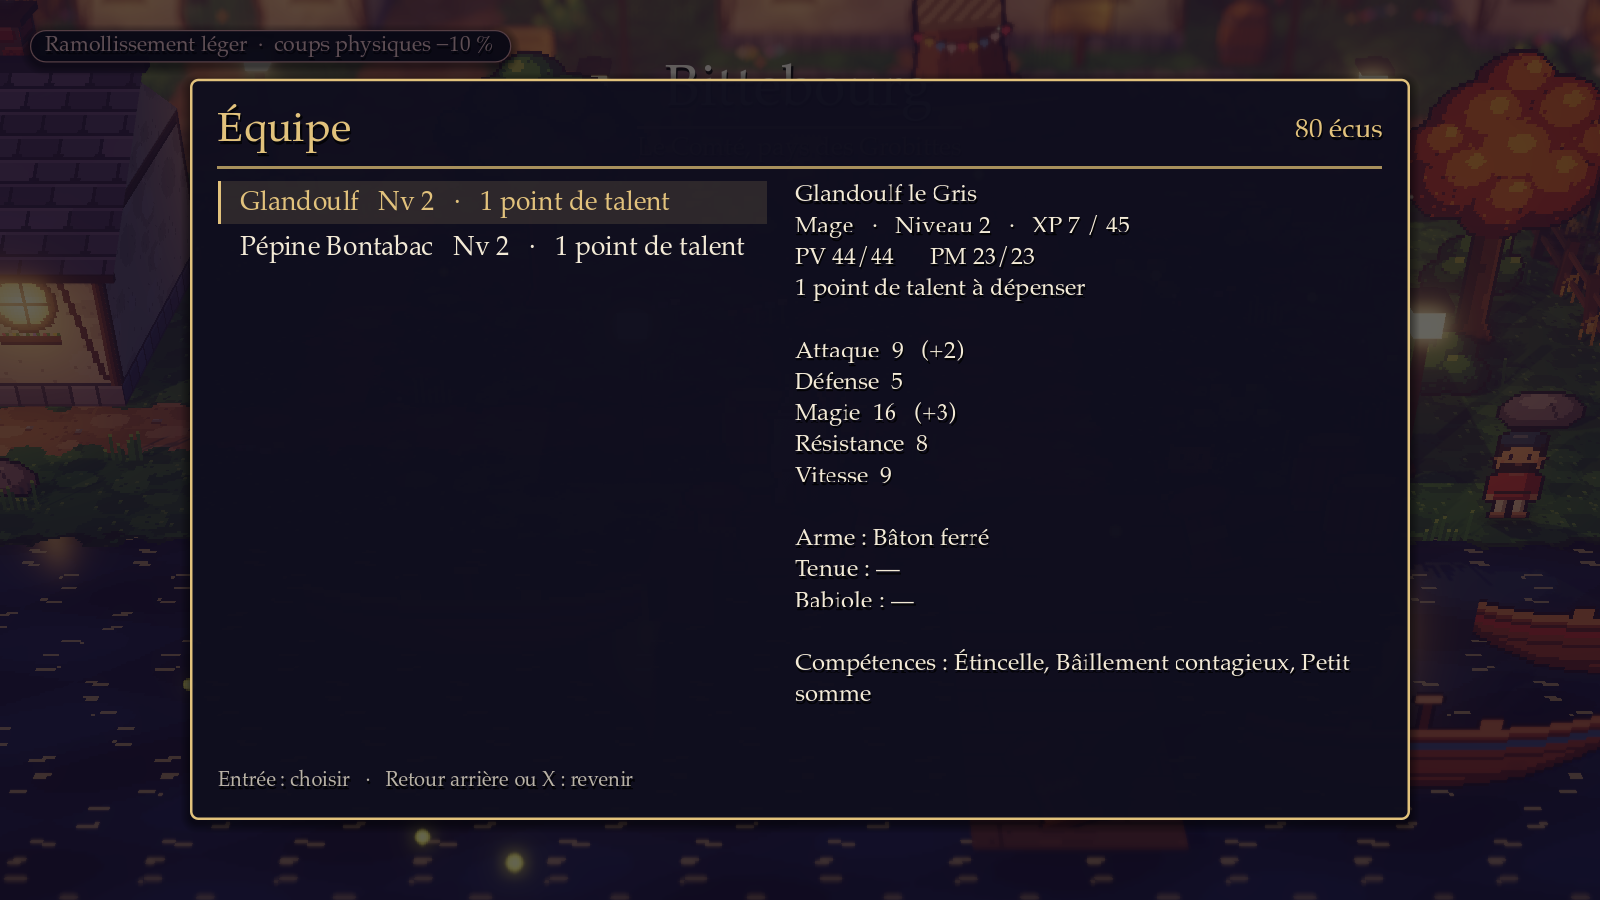 Ramollissement léger · coups physiques −10 %
Bittebourg
Équipe
80 écus
Glandoulf Nv 2 · 1 point de talent
Pépine Bontabac Nv 2 · 1 point de talent
Glandoulf le Gris
Mage · Niveau 2 · XP 7 / 45
PV 44/44 PM 23/23
1 point de talent à dépenser
Attaque 9 (+2)
Défense 5
Magie 16 (+3)
Résistance 8
Vitesse 9
Arme : Bâton ferré
Tenue : —
Babiole : —
Compétences : Étincelle, Bâillement contagieux, Petit
somme
Entrée : choisir · Retour arrière ou X : revenir